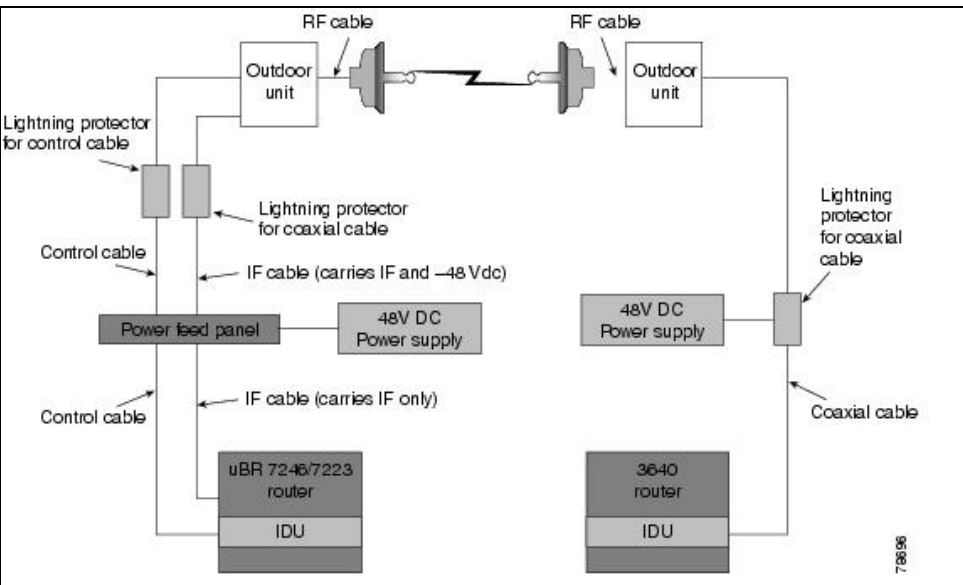 RF cable
RF cable
Outdoor
unit
Outdoor
unit
Lightning protector
for control cable
Lightning protector
for coaxial cable
Lightning
protector
for coaxial
cable
Control cable
IF cable (carries IF and –48 Vdc)
Power feed panel
48V DC
Power supply
48V DC
Power supply
Control cable
IF cable (carries IF only)
Coaxial cable
uBR 7246/7223
router
IDU
3640
router
IDU
79696